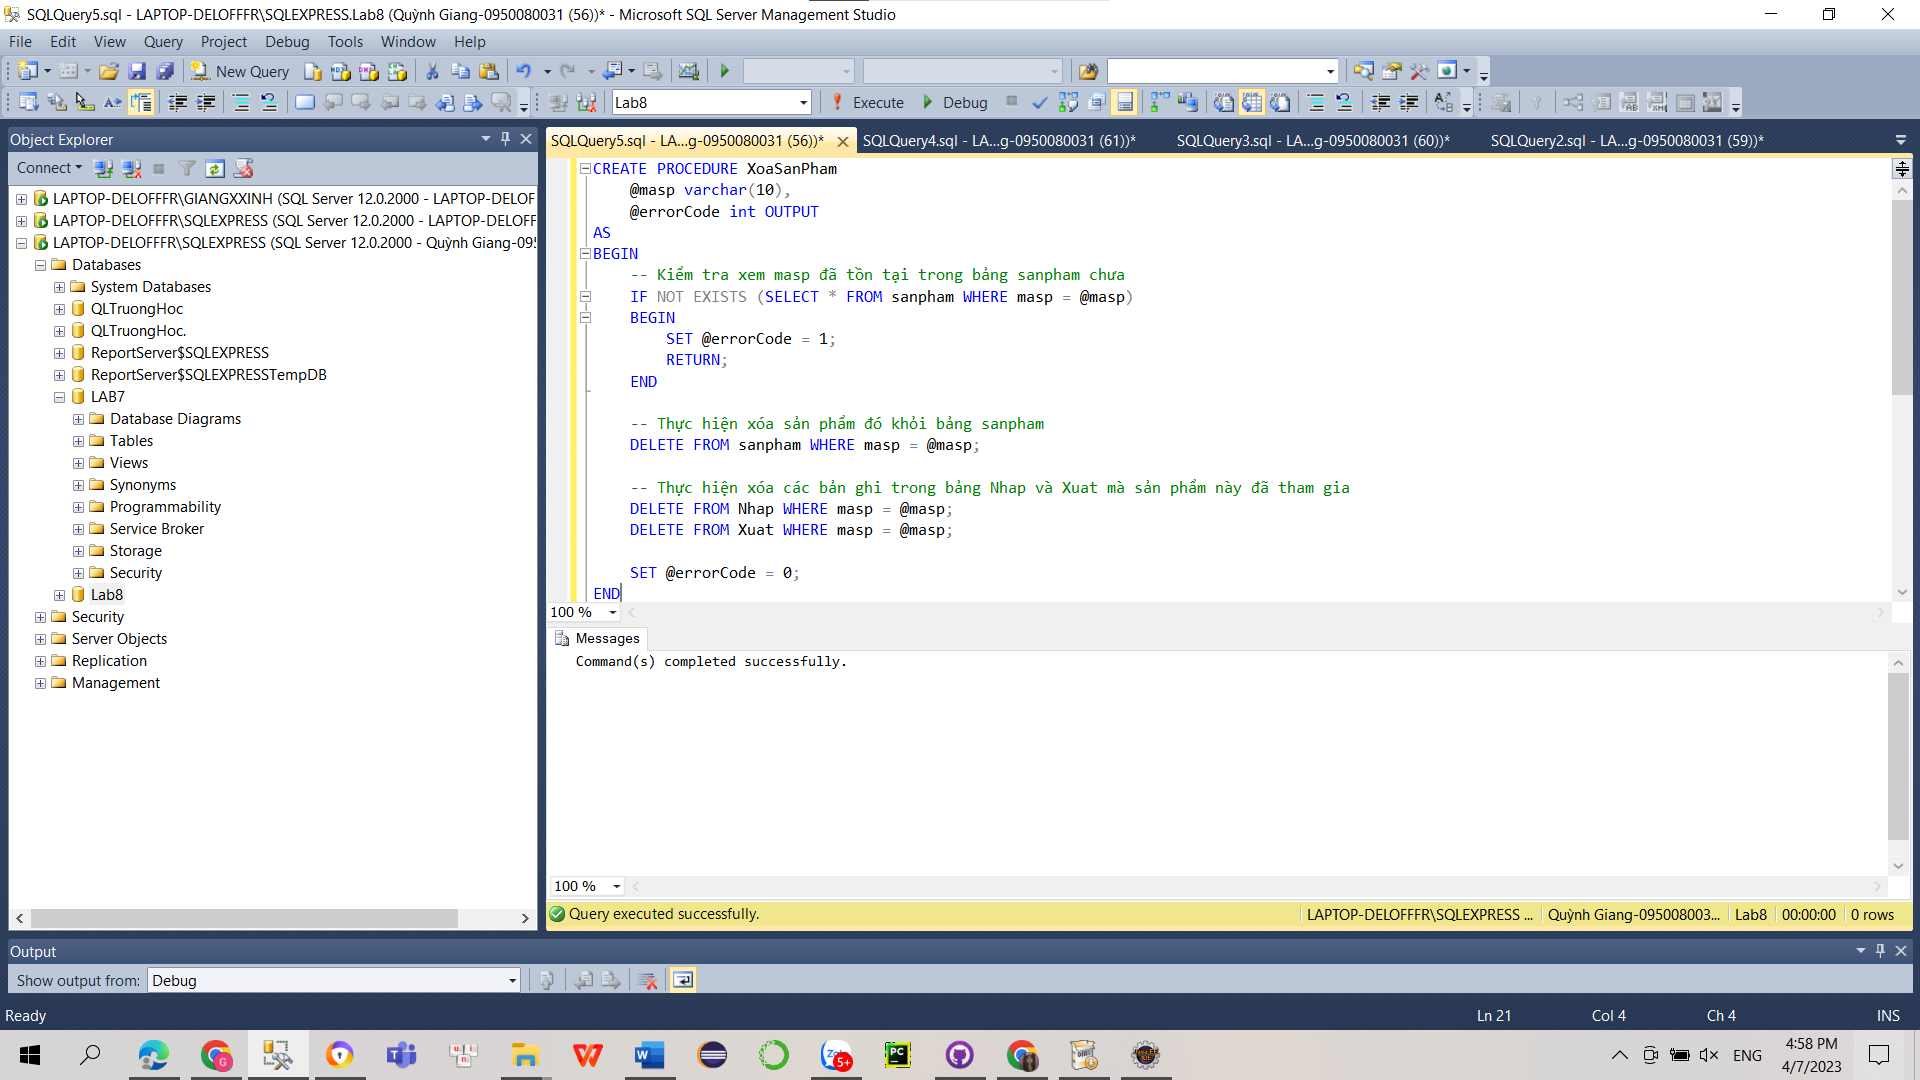 SQLQuery5.sql - LAPTOP-DELOFFFR\SQLEXPRESS.Lab8 (Quỳnh Giang-0950080031 (56))* - Microsoft SQL Server Management Studio
File Edit View Query Project Debug Tools Window Help
New Query
Lab8 Execute Debug
Object Explorer
Connect
LAPTOP-DELOFFFR\GIANGXXINH (SQL Server 12.0.2000 - LAPTOP-DELOF
LAPTOP-DELOFFFR\SQLEXPRESS (SQL Server 12.0.2000 - LAPTOP-DELOFF
LAPTOP-DELOFFFR\SQLEXPRESS (SQL Server 12.0.2000 - Quỳnh Giang-09
Databases
System Databases
QLTruongHoc
QLTruongHoc.
ReportServer$SQLEXPRESS
ReportServer$SQLEXPRESSTempDB
LAB7
Database Diagrams
Tables
Views
Synonyms
Programmability
Service Broker
Storage
Security
Lab8
Security
Server Objects
Replication
Management
SQLQuery5.sql - LA...g-0950080031 (56))* SQLQuery4.sql - LA...g-0950080031 (61))* SQLQuery3.sql - LA...g-0950080031 (60))* SQLQuery2.sql - LA...g-0950080031 (59))*
CREATE PROCEDURE XoaSanPham
@masp varchar(10),
@errorCode int OUTPUT
AS
BEGIN
-- Kiểm tra xem masp đã tồn tại trong bảng sanpham chưa
IF NOT EXISTS (SELECT * FROM sanpham WHERE masp = @masp)
BEGIN
SET @errorCode = 1;
RETURN;
END
-- Thực hiện xóa sản phẩm đó khỏi bảng sanpham
DELETE FROM sanpham WHERE masp = @masp;
-- Thực hiện xóa các bản ghi trong bảng Nhap và Xuat mà sản phẩm này đã tham gia
DELETE FROM Nhap WHERE masp = @masp;
DELETE FROM Xuat WHERE masp = @masp;
SET @errorCode = 0;
END
100 %
Messages
Command(s) completed successfully.
100 %
Query executed successfully. LAPTOP-DELOFFFR\SQLEXPRESS ... Quỳnh Giang-095008003... Lab8 00:00:00 0 rows
Output
Show output from: Debug
Ready Ln 21 Col 4 Ch 4 INS
5+
PC
ENG
4:58 PM
4/7/2023